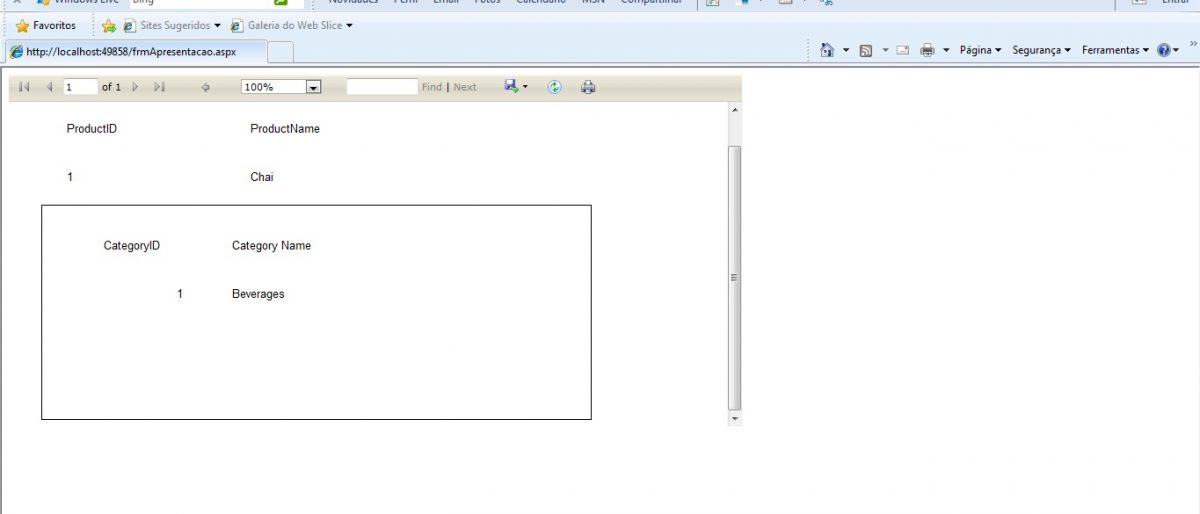 Windows Live Bing Novidades Perfil Email Fotos Calendário MSN Compartilhar Entrar
Favoritos Sites Sugeridos Galeria do Web Slice
http://localhost:49858/frmApresentacao.aspx Página Segurança Ferramentas
1 of 1 100% Find | Next
ProductID ProductName
1 Chai
CategoryID Category Name
1 Beverages